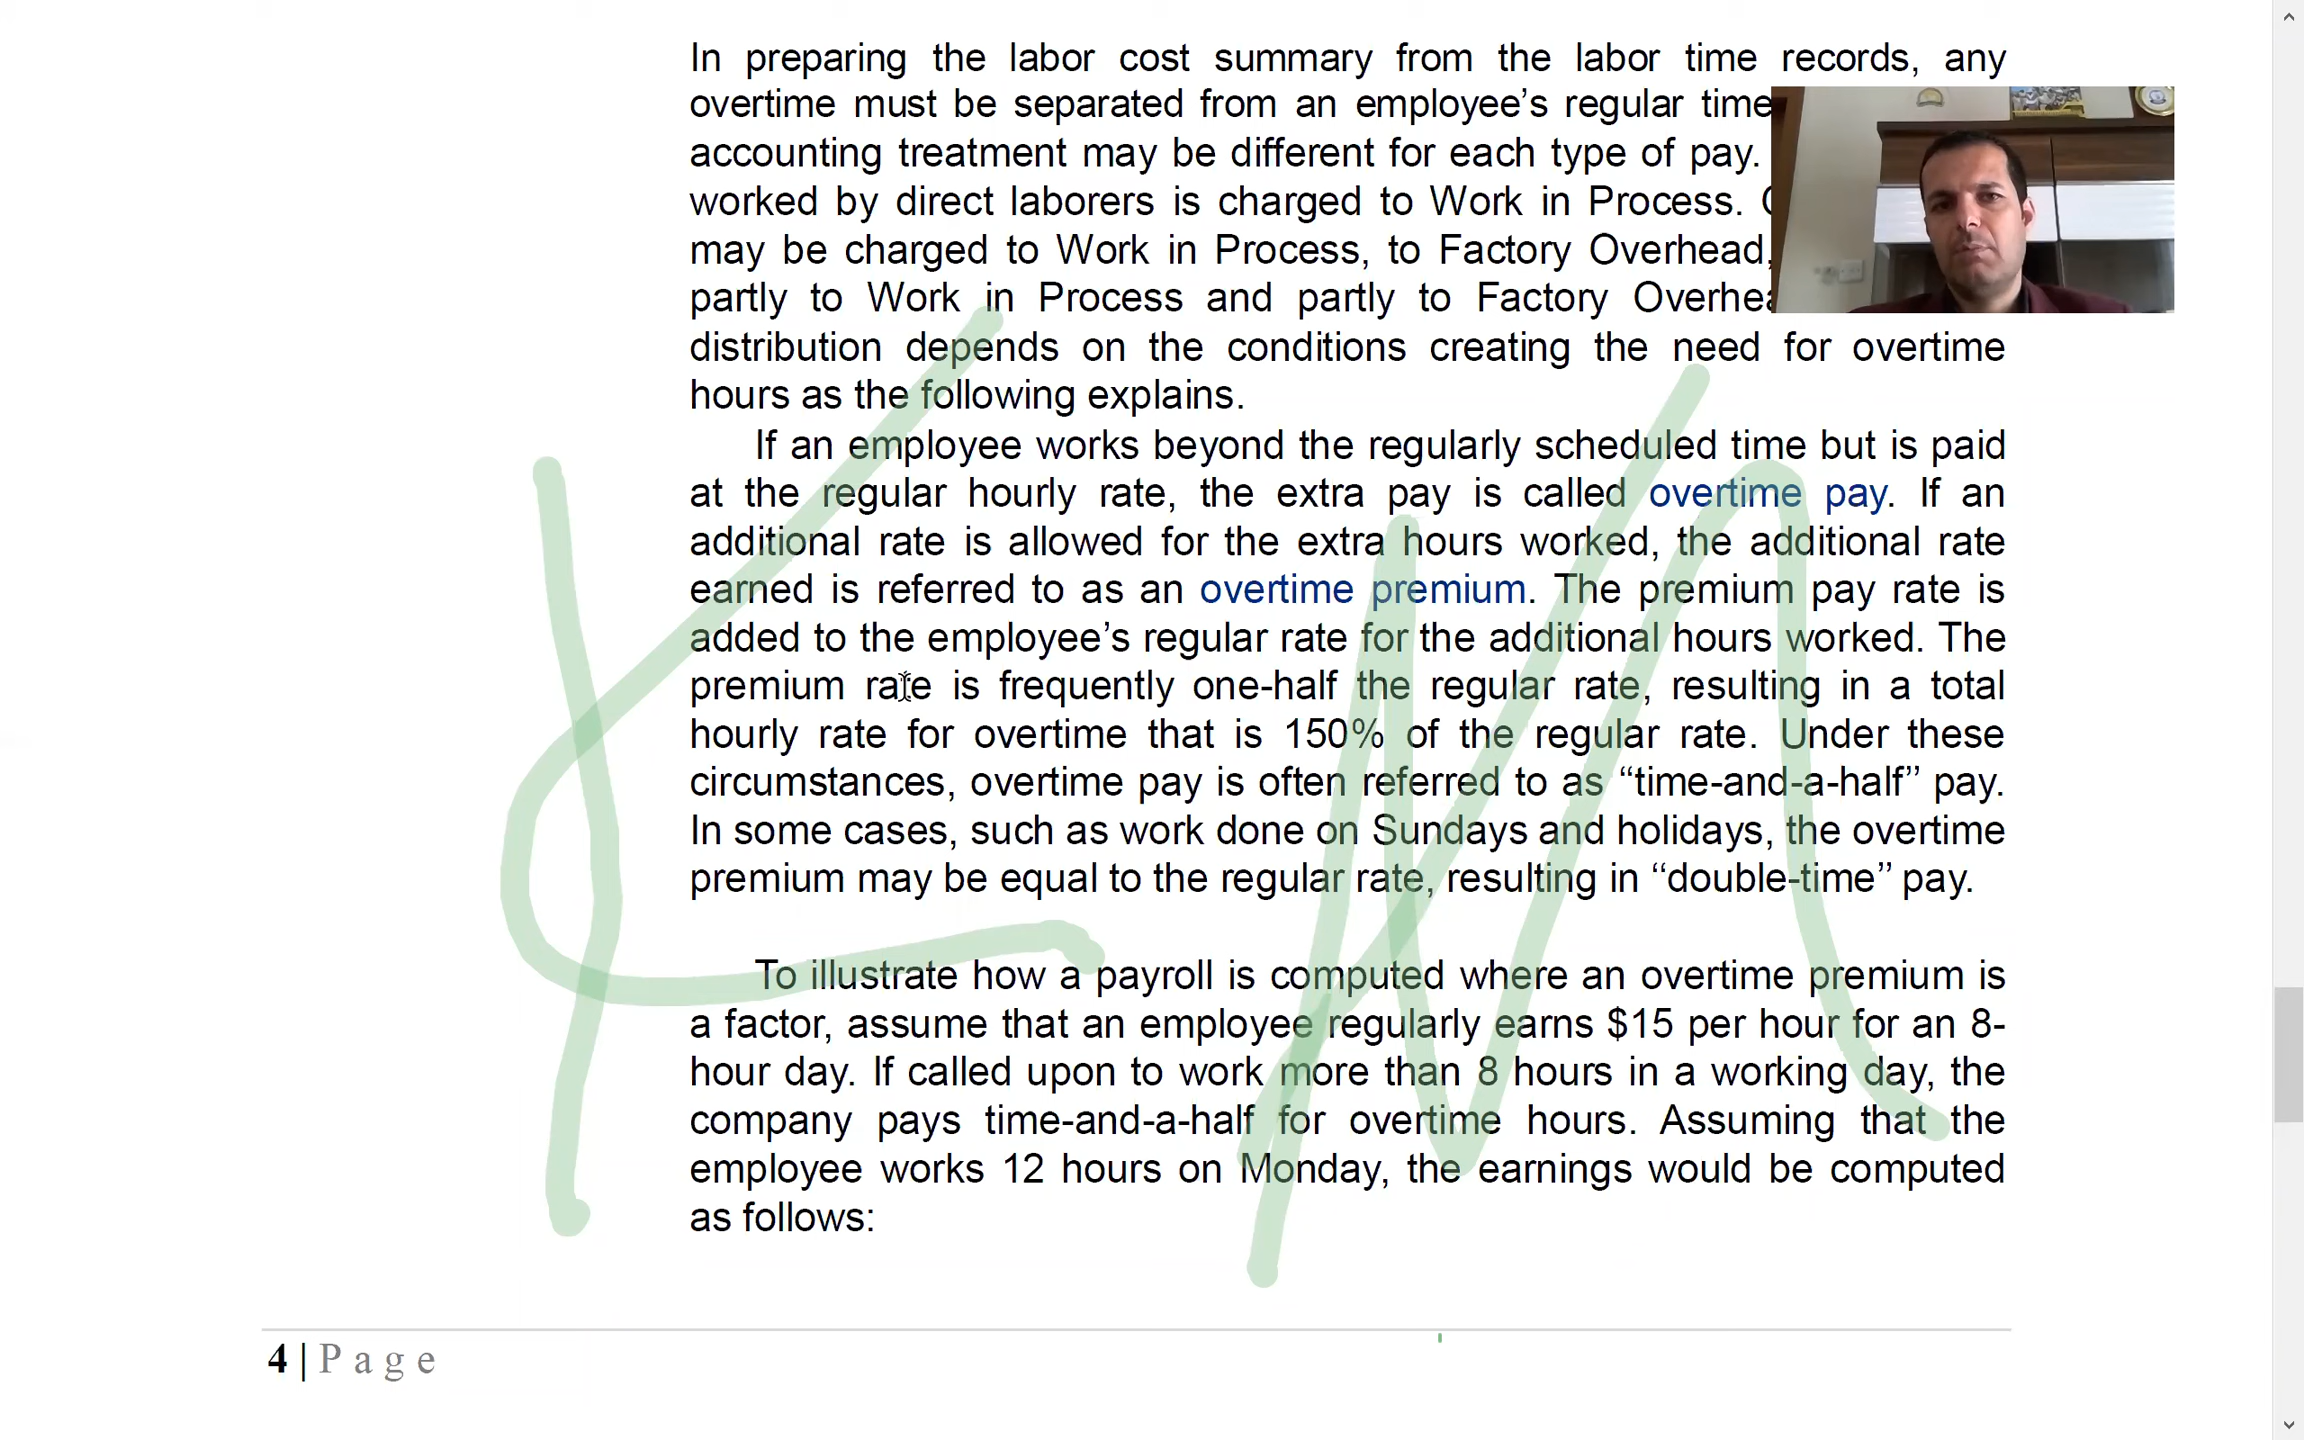 In preparing the labor cost summary from the labor time records, any
overtime must be separated from an employee’s regular time
accounting treatment may be different for each type of pay.
worked by direct laborers is charged to Work in Process.
may be charged to Work in Process, to Factory Overhead,
partly to Work in Process and partly to Factory
distribution depends on the conditions creating the need for overtime
hours as the following explains.
If an employee works beyond the regularly scheduled time but is paid
at the regular hourly rate, the extra pay is called overtime pay. If an
additional rate is allowed for the extra hours worked, the additional rate
earned is referred to as an overtime premium. The premium pay rate is
added to the employee’s regular rate for the additional hours worked. The
premium rate is frequently one-half the regular rate, resulting in a total
hourly rate for overtime that is 150% of the regular rate. Under these
circumstances, overtime pay is often referred to as “time-and-a-half” pay.
In some cases, such as work done on Sundays and holidays, the overtime
premium may be equal to the regular rate, resulting in “double-time” pay.
To illustrate how a payroll is computed where an overtime premium is
a factor, assume that an employee regularly earns $15 per hour for an 8-
hour day. If called upon to work more than 8 hours in a working day, the
company pays time-and-a-half for overtime hours. Assuming that the
employee works 12 hours on Monday, the earnings would be computed
as follows:
4 | Page